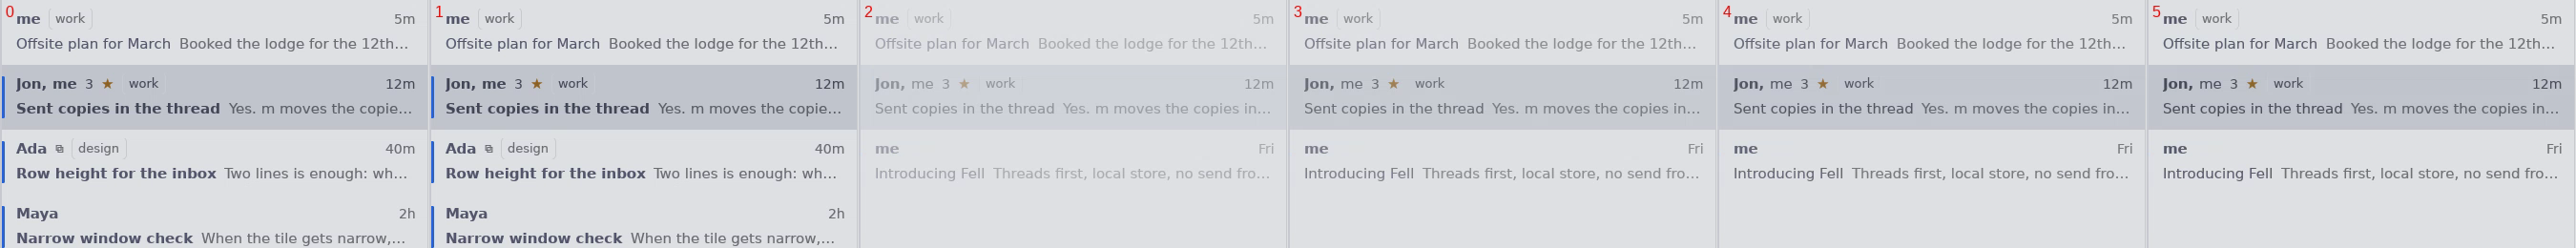 0 me work 5m
Offsite plan for March Booked the lodge for the 12th…
Jon, me 3 ★ work 12m
Sent copies in the thread Yes. m moves the copie…
Ada design 40m
Row height for the inbox Two lines is enough: wh…
Maya 2h
Narrow window check When the tile gets narrow,…
1 me work 5m
Offsite plan for March Booked the lodge for the 12th…
Jon, me 3 ★ work 12m
Sent copies in the thread Yes. m moves the copie…
Ada design 40m
Row height for the inbox Two lines is enough: wh…
Maya 2h
Narrow window check When the tile gets narrow,…
2 me work 5m
Offsite plan for March Booked the lodge for the 12th…
Jon, me 3 ★ work 12m
Sent copies in the thread Yes. m moves the copies in…
me Fri
Introducing Fell Threads first, local store, no send fro…
3 me work 5m
Offsite plan for March Booked the lodge for the 12th…
Jon, me 3 ★ work 12m
Sent copies in the thread Yes. m moves the copies in…
me Fri
Introducing Fell Threads first, local store, no send fro…
4 me work 5m
Offsite plan for March Booked the lodge for the 12th…
Jon, me 3 ★ work 12m
Sent copies in the thread Yes. m moves the copies in…
me Fri
Introducing Fell Threads first, local store, no send fro…
5 me work 5m
Offsite plan for March Booked the lodge for the 12th…
Jon, me 3 ★ work 12m
Sent copies in the thread Yes. m moves the copies in…
me Fri
Introducing Fell Threads first, local store, no send fro…